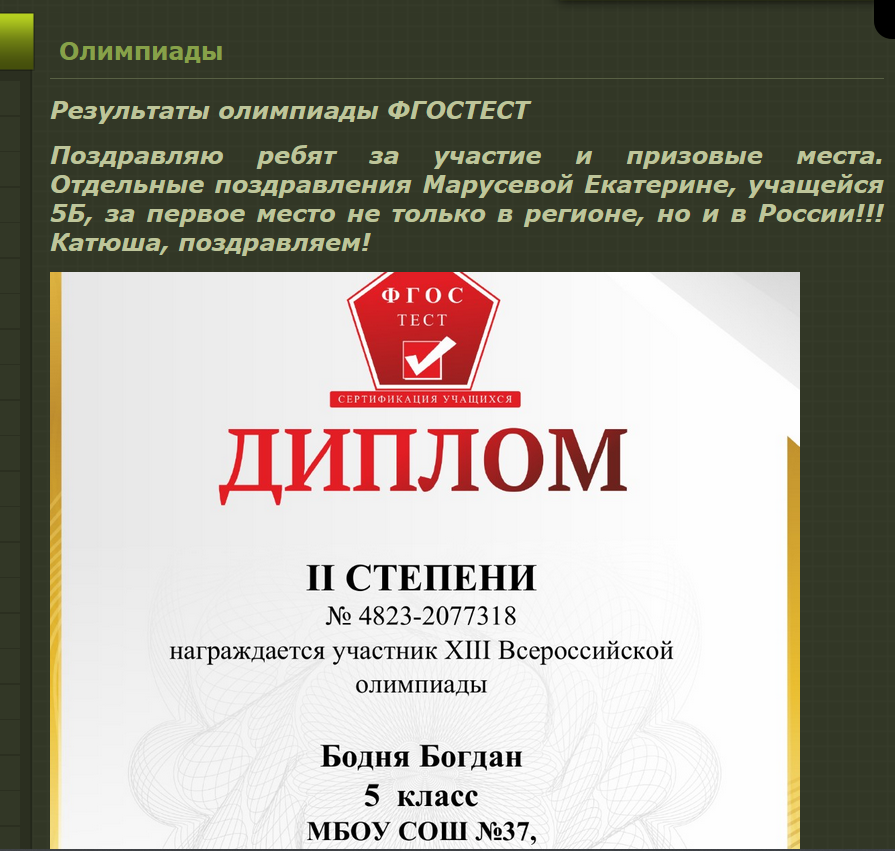 Олимпиады
Результаты олимпиады ФГОСТЕСТ
Поздравляю ребят за участие и призовые места.
Отдельные поздравления Марусевой Екатерине, учащейся
5Б, за первое место не только в регионе, но и в России!!!
Катюша, поздравляем!
ФГОС
ТЕСТ
СЕРТИФИКАЦИЯ УЧАЩИХСЯ
ДИПЛОМ
II СТЕПЕНИ
№ 4823-2077318
награждается участник XIII Всероссийской
олимпиады
Бодня Богдан
5 класс
МБОУ СОШ №37,